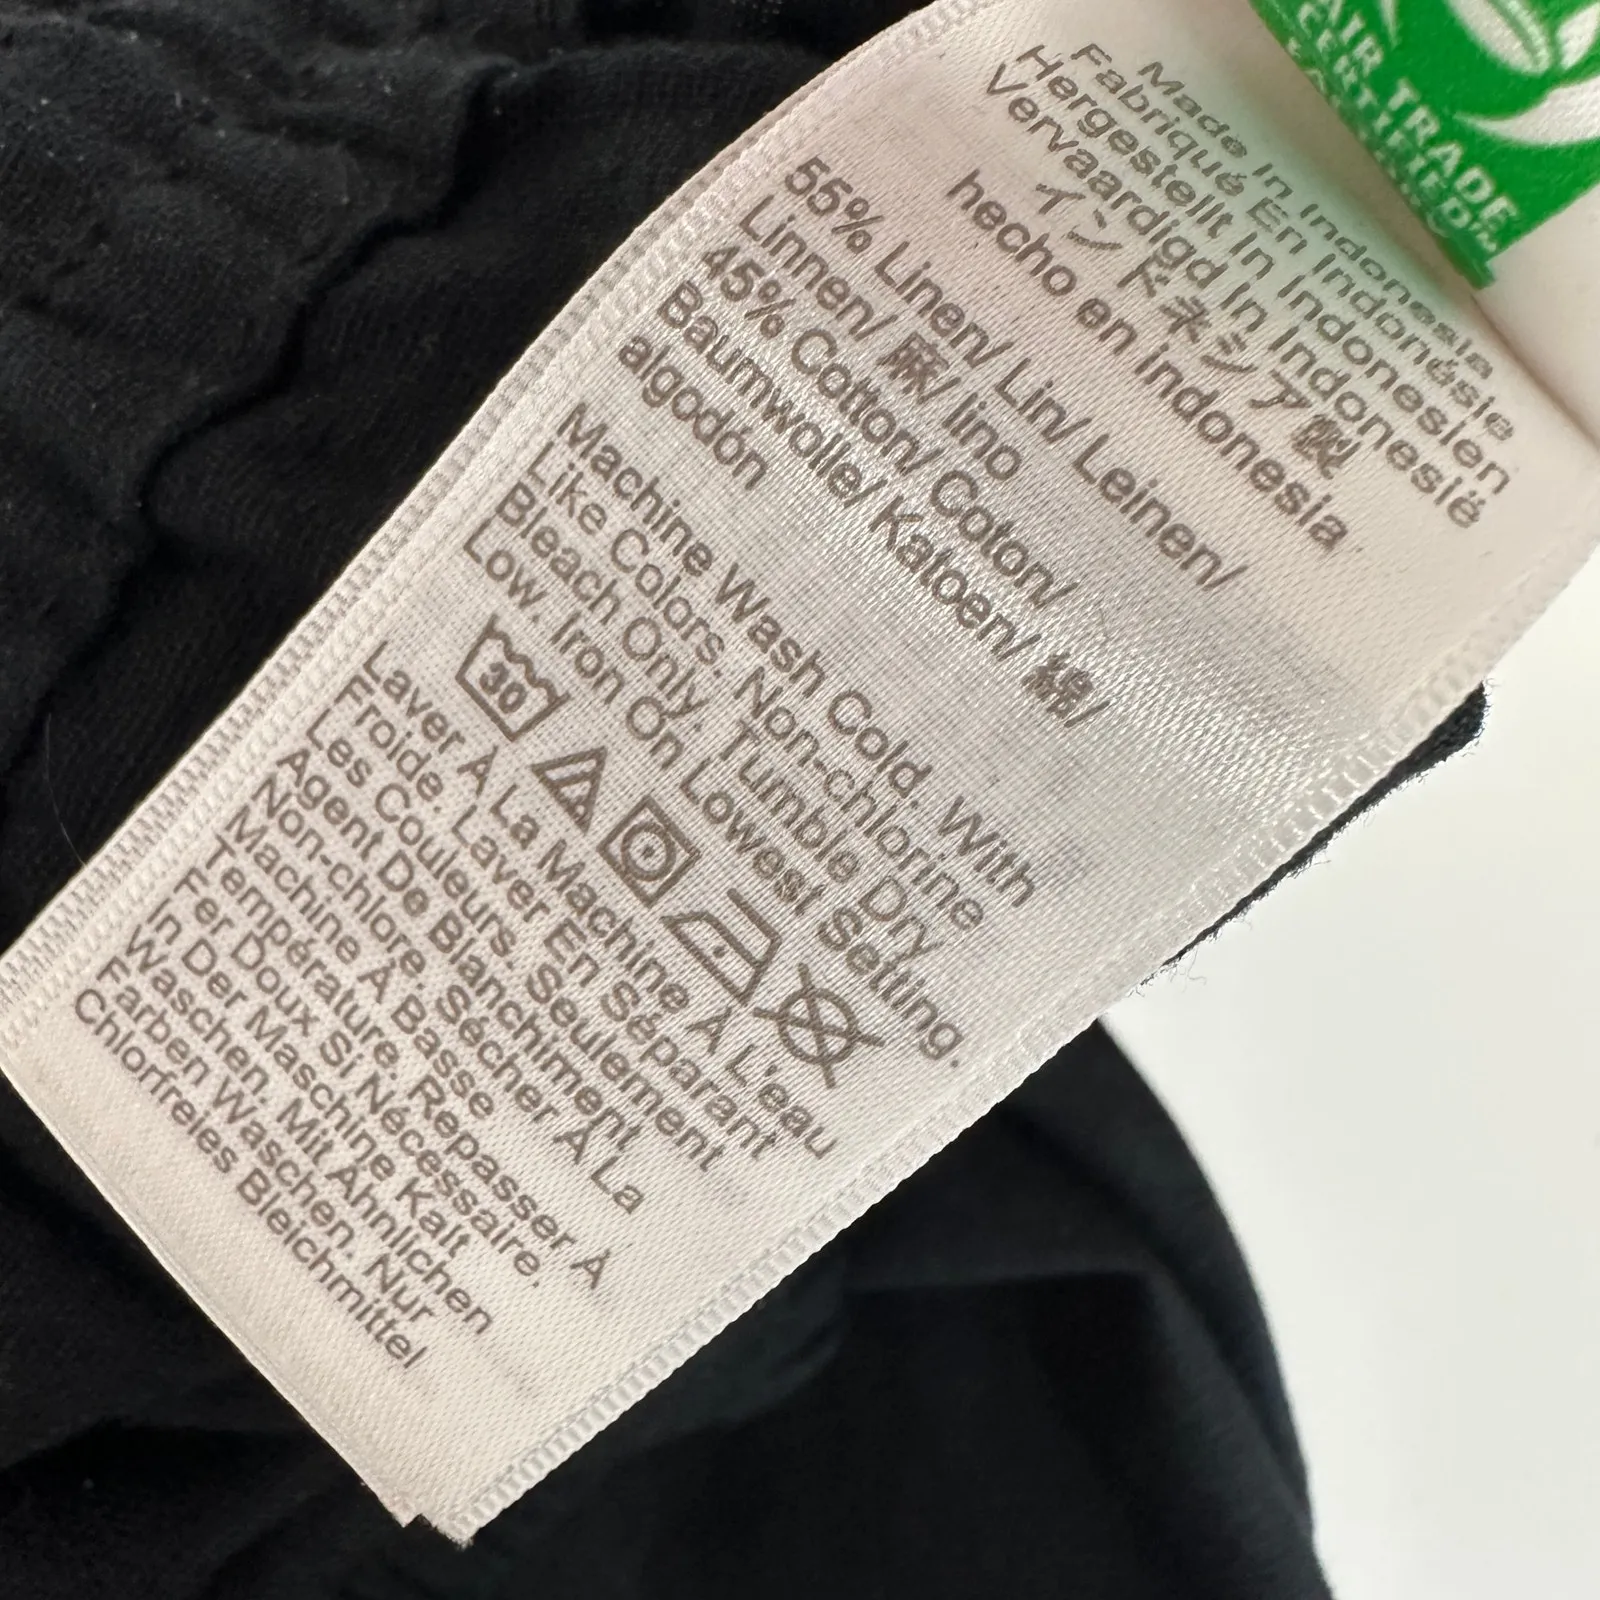 FAIR TRADE
CERTIFIED™
Made In Indonesia
Fabriqué En Indonésie
Hergestellt In Indonesien
Vervaardigd In Indonesië
インドネシア製
hecho en indonesia
55% Linen/ Lin/ Leinen/
Linnen/ 麻/ lino
45% Cotton/ Coton/
Baumwolle/ Katoen/ 綿/
algodón
Machine Wash Cold. With
Like Colors. Non-chlorine
Bleach Only. Tumble Dry
Low. Iron On Lowest Setting.
30
Laver À La Machine À L'eau
Froide. Laver En Séparant
Les Couleurs. Seulement
Agent De Blanchiment
Non-chlore. Sécher À La
Machine À Basse
Température. Repasser À
Fer Doux Si Nécessaire.
In Der Maschine Kalt
Waschen. Mit Ähnlichen
Farben Waschen. Nur
Chlorfreies Bleichmittel